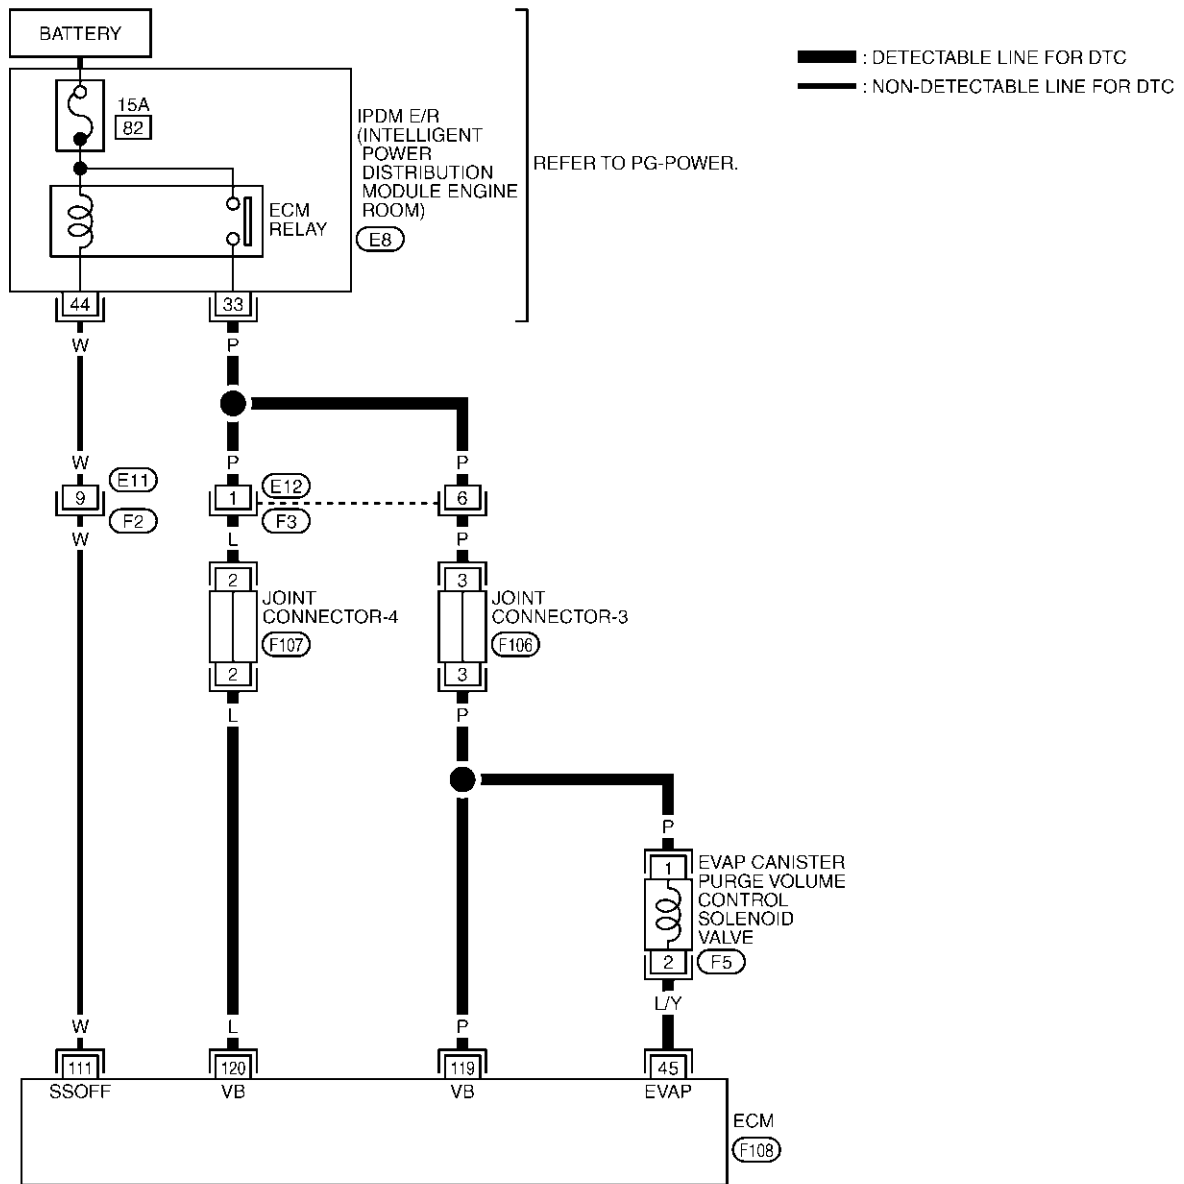 BATTERY
: DETECTABLE LINE FOR DTC
: NON-DETECTABLE LINE FOR DTC
15A
82
IPDM E/R
(INTELLIGENT
POWER
DISTRIBUTION
MODULE ENGINE
ROOM)
E8
REFER TO PG-POWER.
ECM
RELAY
44
33
W
P
W
P
P
9
E11
F2
1
E12
F3
6
W
L
P
2
JOINT
CONNECTOR-4
F107
2
3
JOINT
CONNECTOR-3
F106
3
L
P
P
1
EVAP CANISTER
PURGE VOLUME
CONTROL
SOLENOID
VALVE
2
F5
L/Y
W
L
P
111
120
119
45
SSOFF
VB
VB
EVAP
ECM
F108